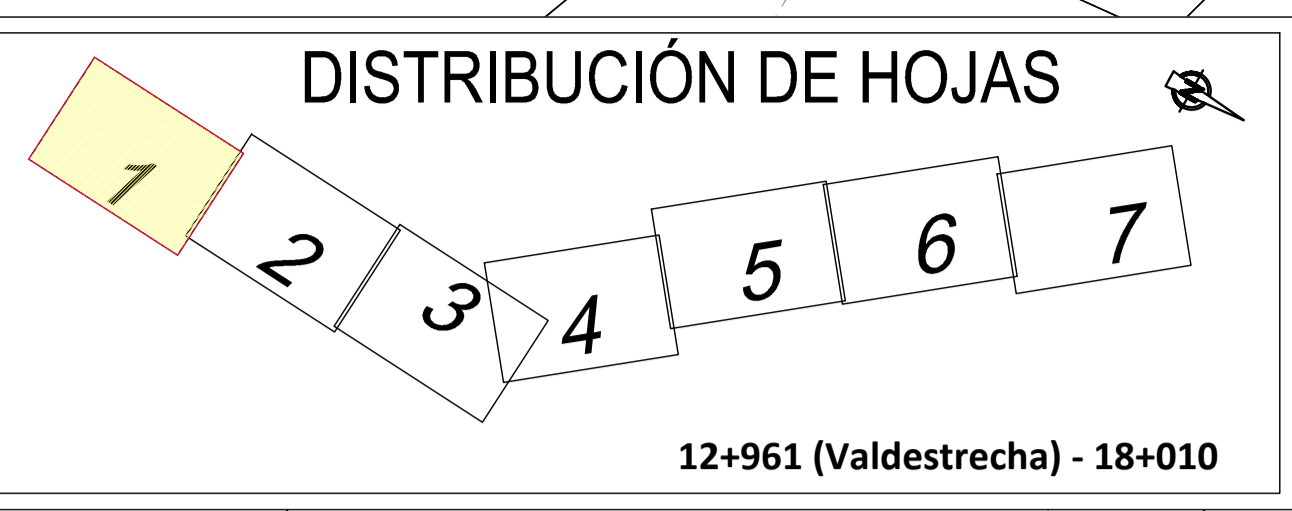 DISTRIBUCIÓN DE HOJAS
N
1
2
3
4
5
6
7
12+961 (Valdestrecha) - 18+010